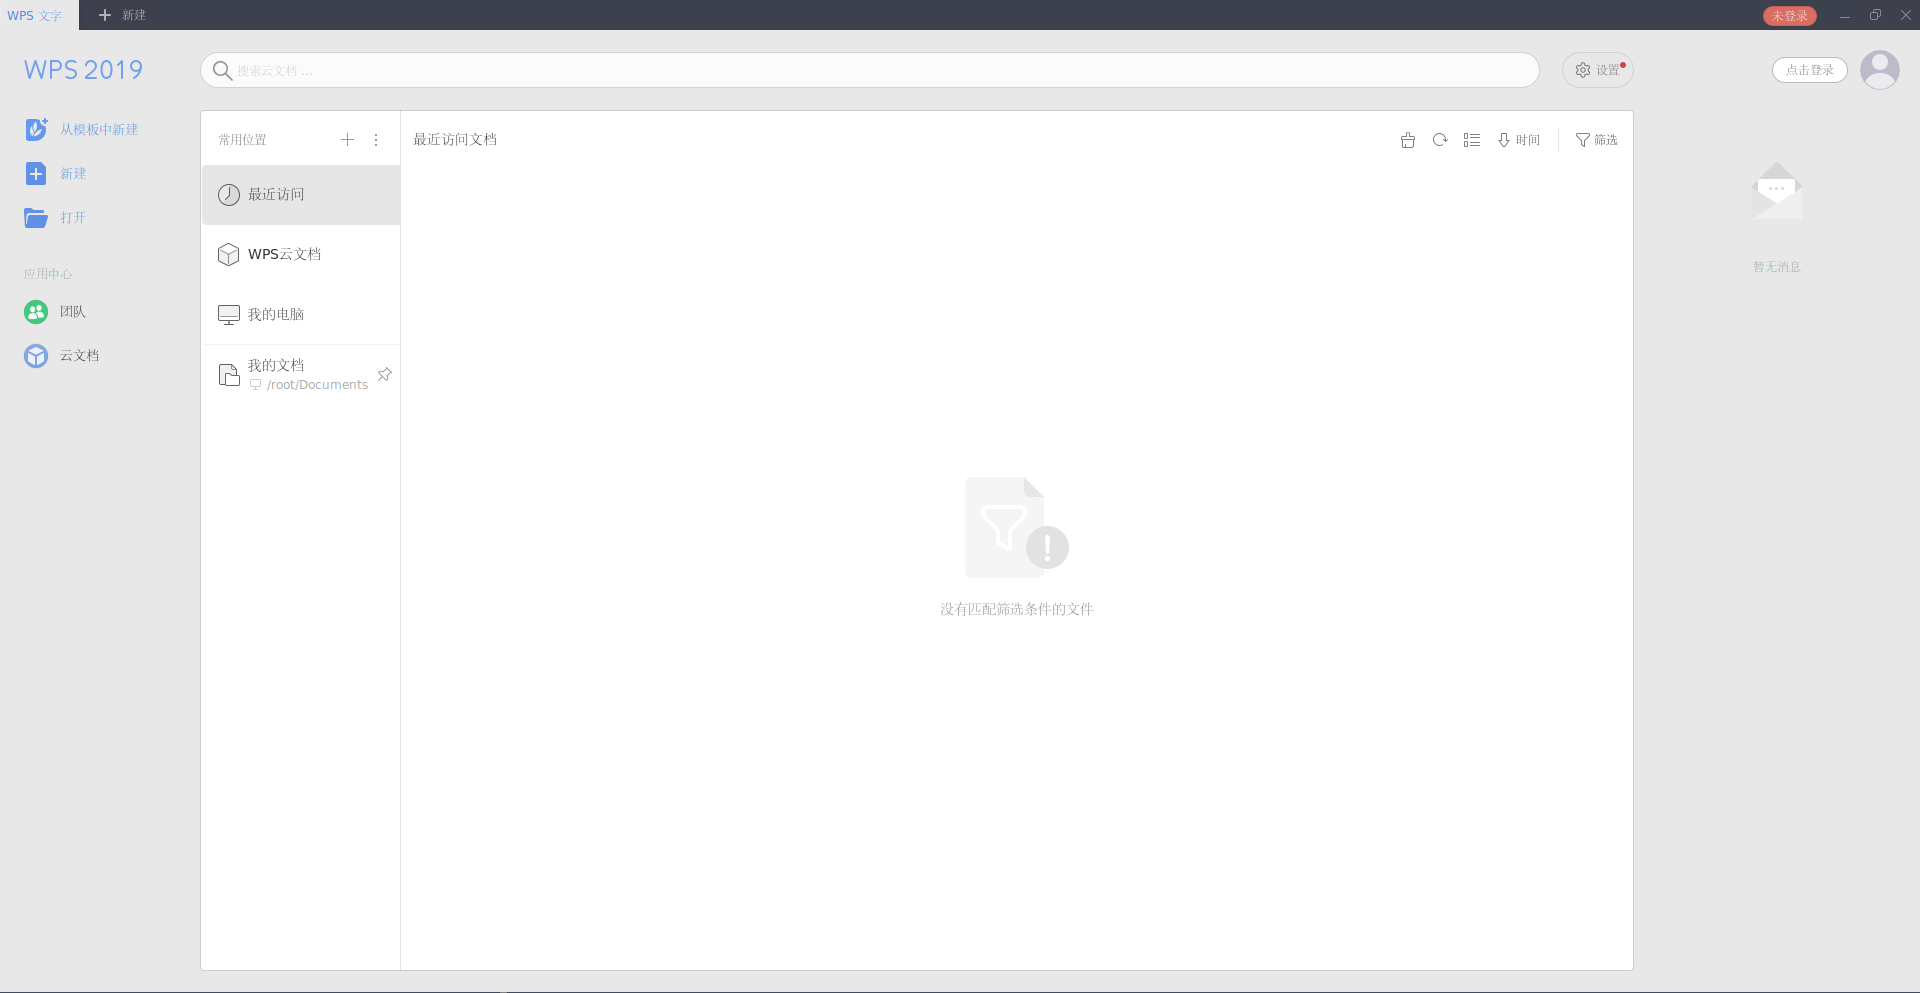 WPS 文字
新建
未登录
WPS 2019
搜索云文档 ...
设置
点击登录
从模板中新建
新建
打开
应用中心
团队
云文档
常用位置
最近访问
WPS云文档
我的电脑
我的文档
/root/Documents
最近访问文档
时间
筛选
没有匹配筛选条件的文件
暂无消息